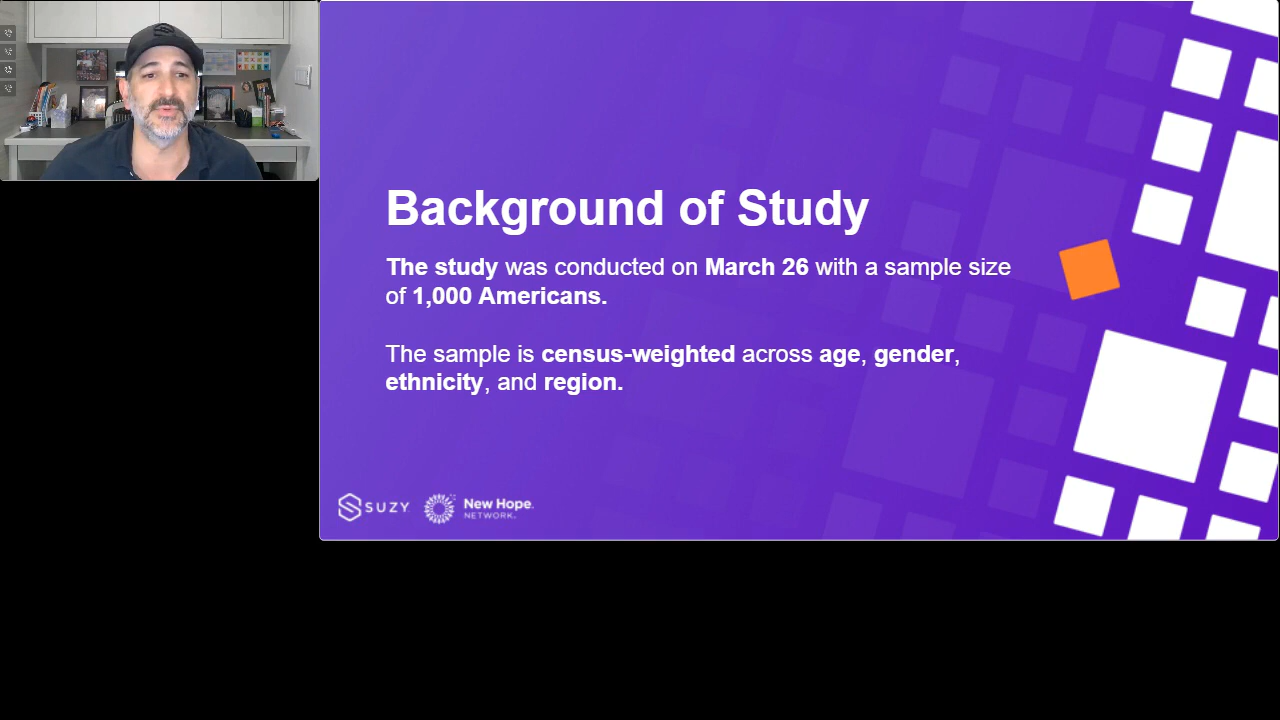 Background of Study
The study was conducted on March 26 with a sample size
of 1,000 Americans.
The sample is census-weighted across age, gender,
ethnicity, and region.
SUZY
New Hope.
NETWORK.